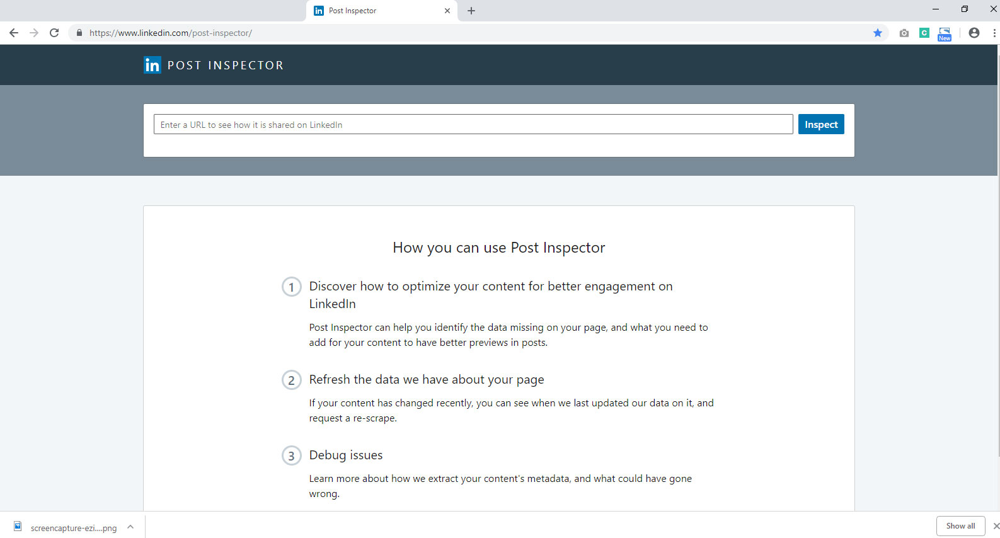 Post Inspector
https://www.linkedin.com/post-inspector/
C
New
in POST INSPECTOR
Enter a URL to see how it is shared on LinkedIn
Inspect
How you can use Post Inspector
1 Discover how to optimize your content for better engagement on
LinkedIn
Post Inspector can help you identify the data missing on your page, and what you need to
add for your content to have better previews in posts.
2 Refresh the data we have about your page
If your content has changed recently, you can see when we last updated our data on it, and
request a re-scrape.
3 Debug issues
Learn more about how we extract your content's metadata, and what could have gone
wrong.
screencapture-ezi....png
Show all